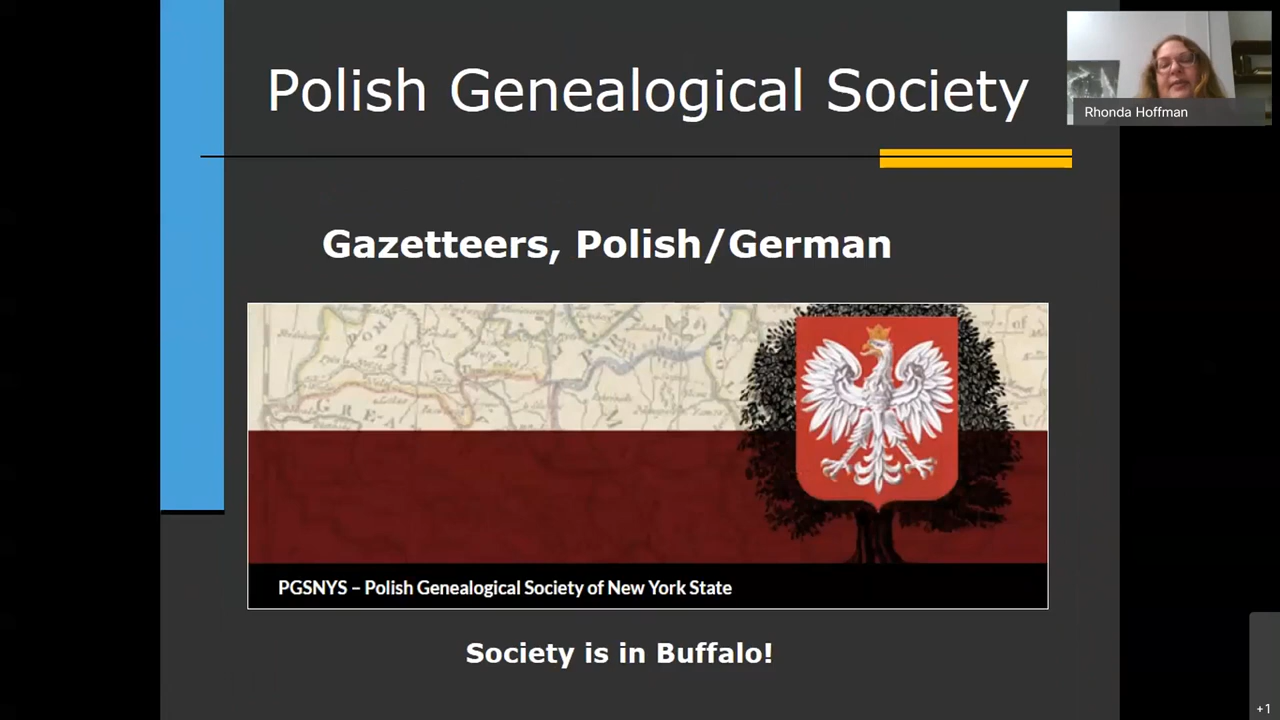 Polish Genealogical Society
Rhonda Hoffman
Gazetteers, Polish/German
PGSNYS – Polish Genealogical Society of New York State
Society is in Buffalo!
+1